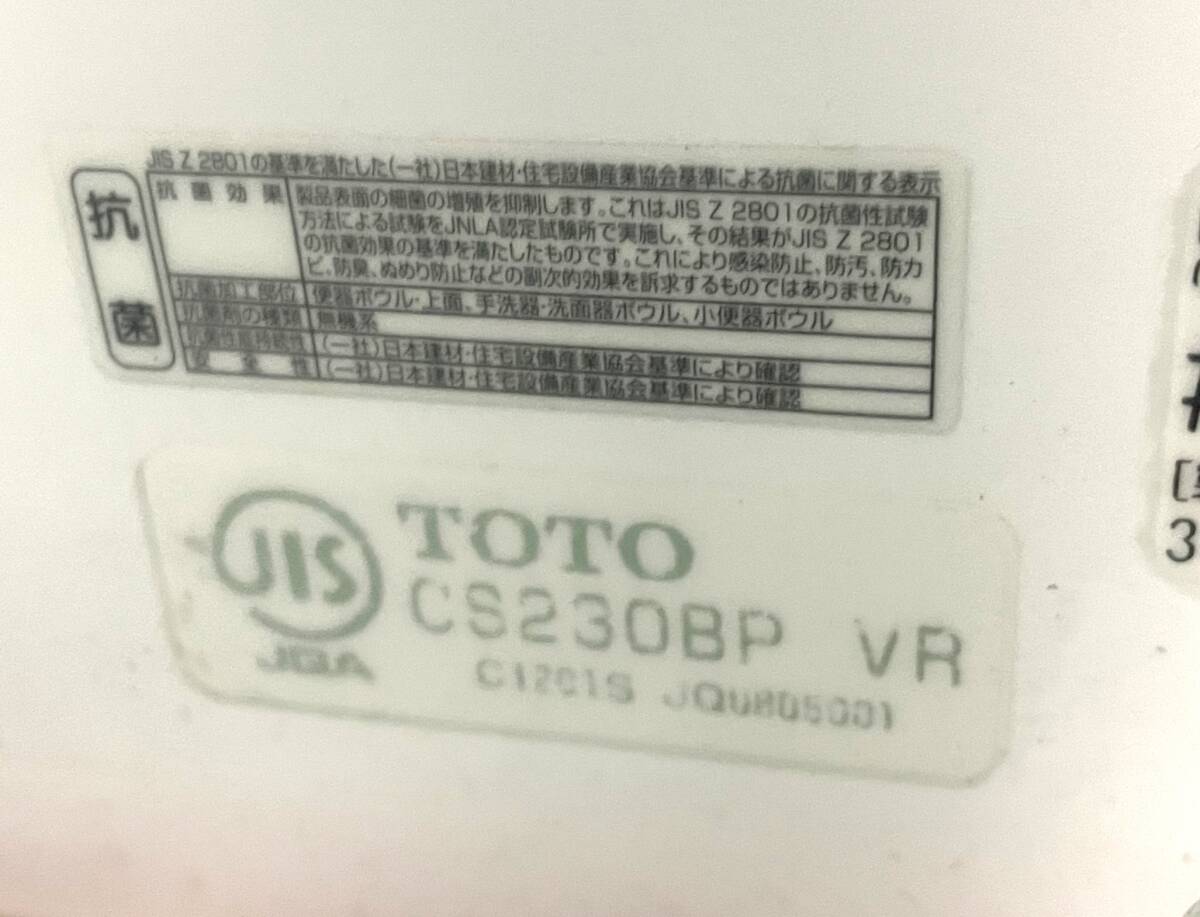 JIS Z 2801の基準を満たした(一社)日本建材・住宅設備産業協会基準による抗菌に関する表示
抗菌
抗菌効果
製品表面の細菌の増殖を抑制します。これはJIS Z 2801の抗菌性試験
方法による試験をJNLA認定試験所で実施し、その結果がJIS Z 2801
の抗菌効果の基準を満たしたものです。これにより感染防止、防汚、防カ
ビ、防臭、ぬめり防止などの副次的効果を訴求するものではありません。
抗菌加工部位 便器ボウル・上面、手洗器・洗面器ボウル、小便器ボウル
抗菌剤の種類 無機系
抗菌性能持続性 (一社)日本建材・住宅設備産業協会基準により確認
安全性 (一社)日本建材・住宅設備産業協会基準により確認
JIS
JQA
TOTO
CS230BP VR
C1201S JQ0805001
3